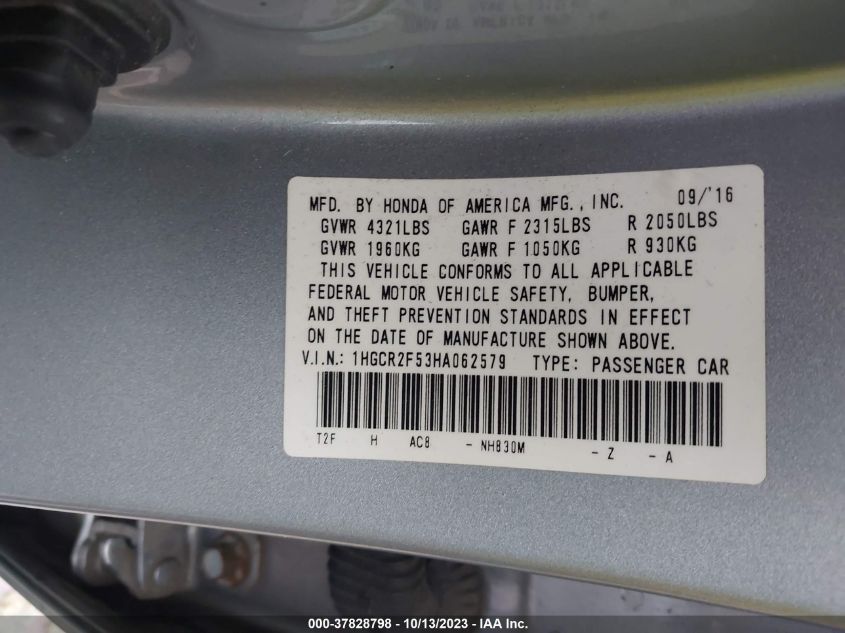 MFD. BY HONDA OF AMERICA MFG., INC. 09/'16
GVWR 4321LBS GAWR F 2315LBS R 2050LBS
GVWR 1960KG GAWR F 1050KG R 930KG
THIS VEHICLE CONFORMS TO ALL APPLICABLE
FEDERAL MOTOR VEHICLE SAFETY, BUMPER,
AND THEFT PREVENTION STANDARDS IN EFFECT
ON THE DATE OF MANUFACTURE SHOWN ABOVE.
V.I.N.: 1HGCR2F53HA062579 TYPE: PASSENGER CAR
T2F H AC8 - NH830M - Z - A
000-37828798 - 10/13/2023 - IAA Inc.